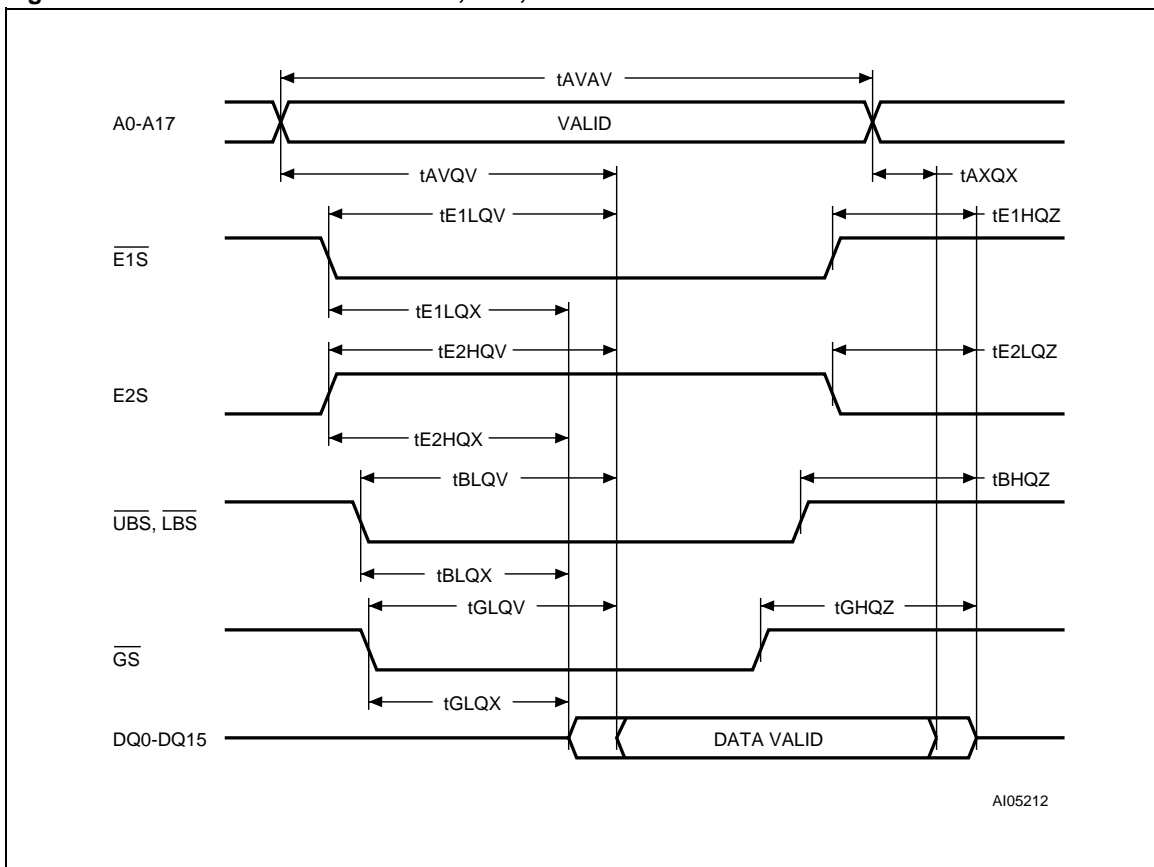 tAVAV
A0-A17 VALID
tAVQV tAXQX
tE1LQV tE1HQZ
E1S
tE1LQX
tE2HQV tE2LQZ
E2S
tE2HQX
tBLQV tBHQZ
UBS, LBS
tBLQX
tGLQV tGHQZ
GS
tGLQX
DQ0-DQ15 DATA VALID
AI05212